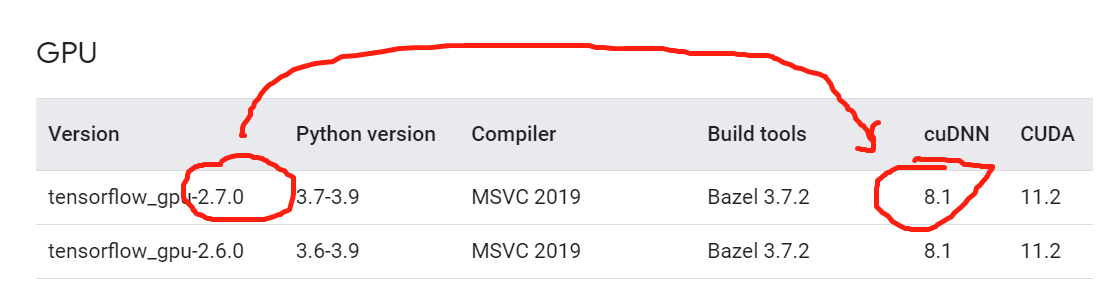 GPU
Version Python version Compiler Build tools cuDNN CUDA
tensorflow_gpu-2.7.0 3.7-3.9 MSVC 2019 Bazel 3.7.2 8.1 11.2
tensorflow_gpu-2.6.0 3.6-3.9 MSVC 2019 Bazel 3.7.2 8.1 11.2